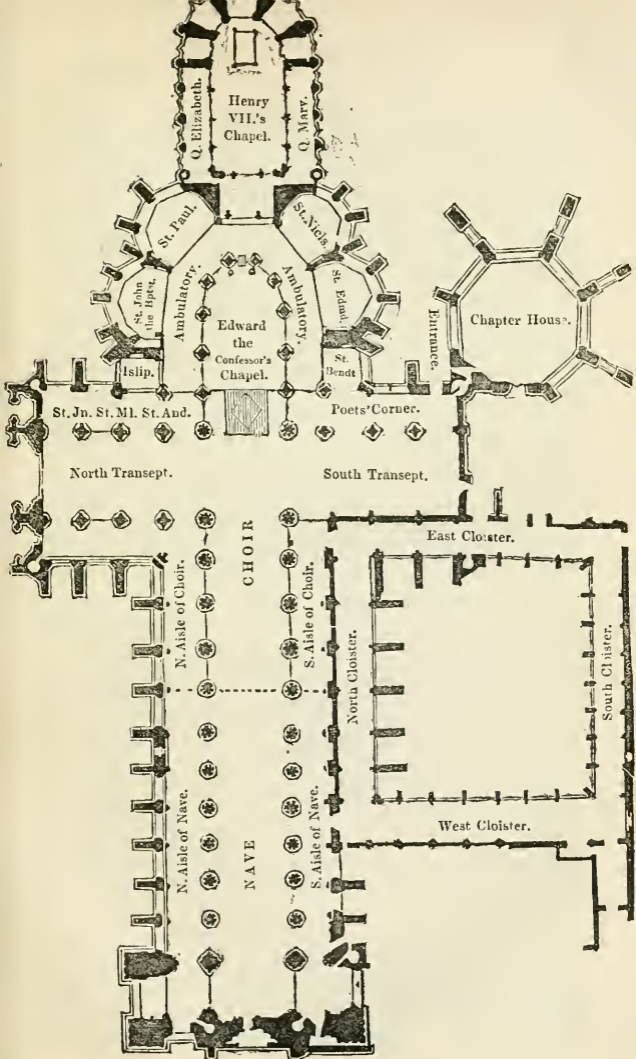 Q. Elizabeth.
Henry
VII.'s
Chapel.
Q. Mary.
St. Paul.
St. Nichs.
St. John
the Bptst.
Ambulatory.
Ambulatory.
St. Edmd.
Edward
the
Confessor's
Chapel.
Islip.
St.
Bendt
Entrance.
Chapter House.
St. Jn. St. Ml. St. And.
Poets' Corner.
North Transept.
South Transept.
CHOIR
N. Aisle of Choir.
S. Aisle of Choir.
East Cloister.
North Cloister.
South Cloister.
West Cloister.
N. Aisle of Nave.
NAVE
S. Aisle of Nave.